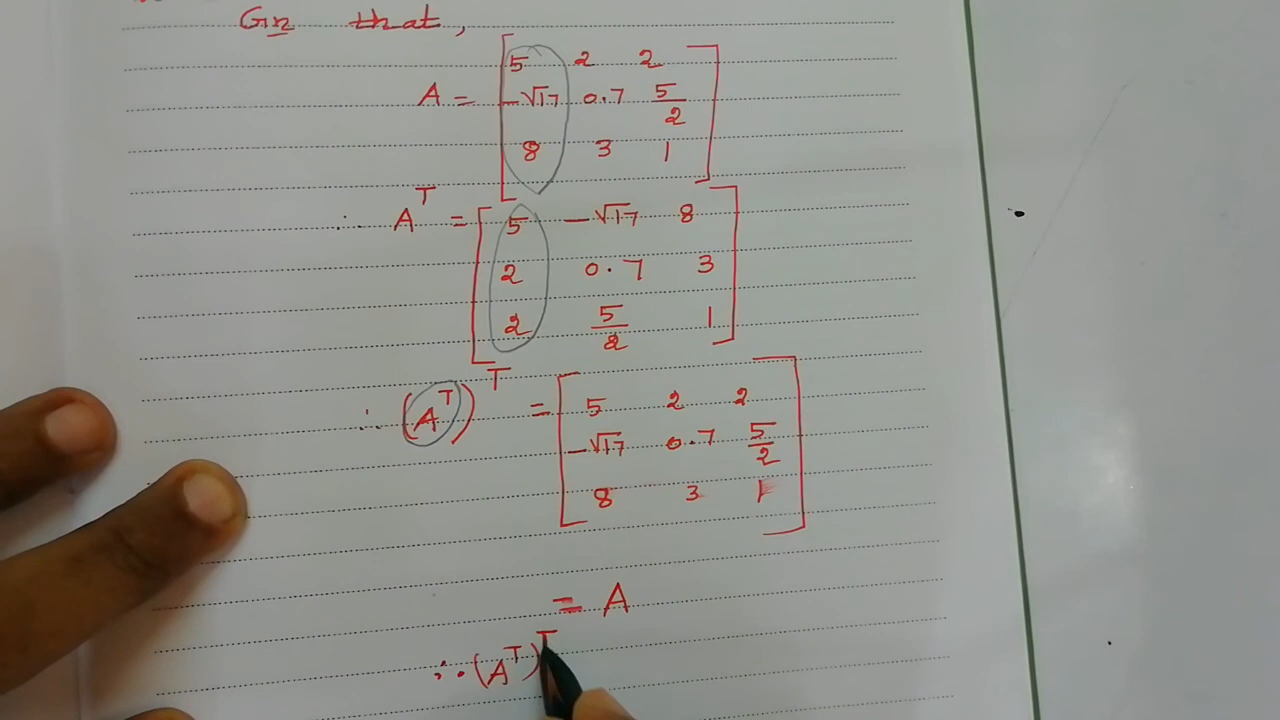 Gn that,
A = [ 5 2 2
-√17 0.7 5/2
8 3 1 ]
∴ A^T = [ 5 -√17 8
2 0.7 3
2 5/2 1 ]
∴ (A^T)^T = [ 5 2 2
-√17 0.7 5/2
8 3 1 ]
= A
∴ (A^T)^T